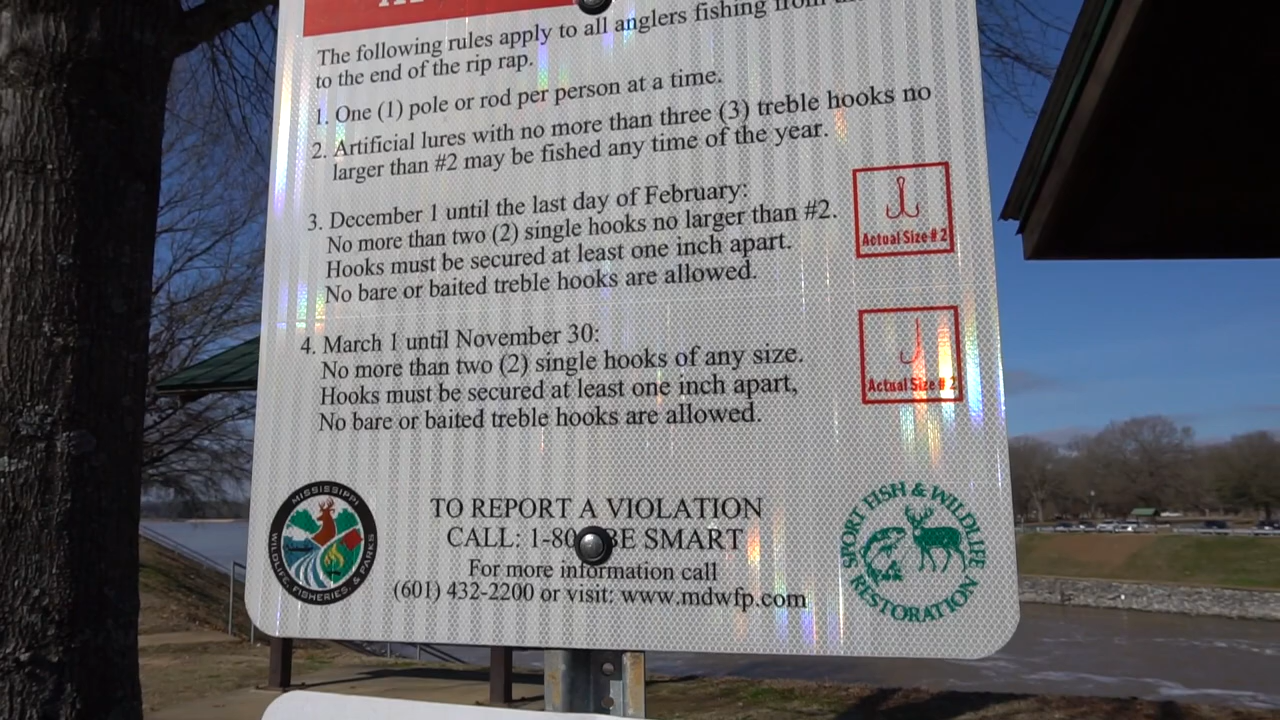 The following rules apply to all anglers fishing from
to the end of the rip rap.
1. One (1) pole or rod per person at a time.
2. Artificial lures with no more than three (3) treble hooks no
larger than #2 may be fished any time of the year.
3. December 1 until the last day of February:
No more than two (2) single hooks no larger than #2.
Hooks must be secured at least one inch apart.
No bare or baited treble hooks are allowed.
Actual Size # 2
4. March 1 until November 30:
No more than two (2) single hooks of any size.
Hooks must be secured at least one inch apart,
No bare or baited treble hooks are allowed.
Actual Size # 2
TO REPORT A VIOLATION
CALL: 1-80 BE SMART
For more information call
(601) 432-2200 or visit: www.mdwfp.com
MISSISSIPPI
WILDLIFE, FISHERIES, & PARKS
SPORT FISH & WILDLIFE
RESTORATION